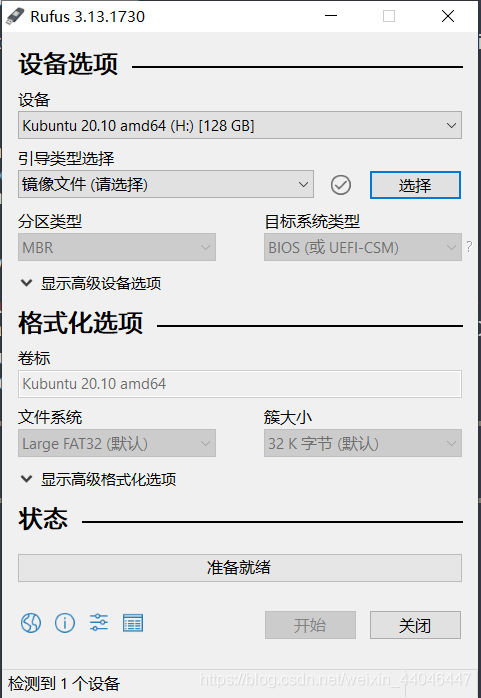 Rufus 3.13.1730
设备选项
设备
Kubuntu 20.10 amd64 (H:) [128 GB]
引导类型选择
镜像文件 (请选择)
选择
分区类型
目标系统类型
MBR
BIOS (或 UEFI-CSM)
?
显示高级设备选项
格式化选项
卷标
Kubuntu 20.10 amd64
文件系统
簇大小
Large FAT32 (默认)
32 K 字节 (默认)
显示高级格式化选项
状态
准备就绪
开始
关闭
检测到 1 个设备
https://blog.csdn.net/weixin_44046447